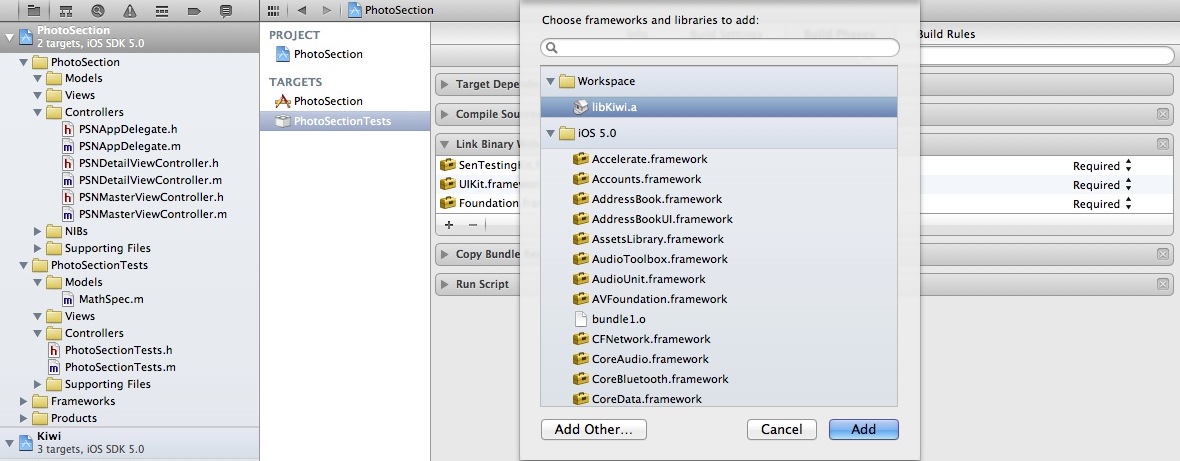 PhotoSection
2 targets, iOS SDK 5.0
PhotoSection
Models
Views
Controllers
PSNAppDelegate.h
PSNAppDelegate.m
PSNDetailViewController.h
PSNDetailViewController.m
PSNMasterViewController.h
PSNMasterViewController.m
NIBs
Supporting Files
PhotoSectionTests
Models
MathSpec.m
Views
Controllers
PhotoSectionTests.h
PhotoSectionTests.m
Supporting Files
Frameworks
Products
Kiwi
3 targets, iOS SDK 5.0
PhotoSection
PROJECT
PhotoSection
TARGETS
PhotoSection
PhotoSectionTests
Build Rules
Target Depen
Compile Sou
Link Binary W
SenTesting
Required
UIKit.framew
Required
Foundation
Required
Copy Bundle
Run Script
Choose frameworks and libraries to add:
Workspace
libKiwi.a
iOS 5.0
Accelerate.framework
Accounts.framework
AddressBook.framework
AddressBookUI.framework
AssetsLibrary.framework
AudioToolbox.framework
AudioUnit.framework
AVFoundation.framework
bundle1.o
CFNetwork.framework
CoreAudio.framework
CoreBluetooth.framework
CoreData.framework
Add Other...
Cancel
Add